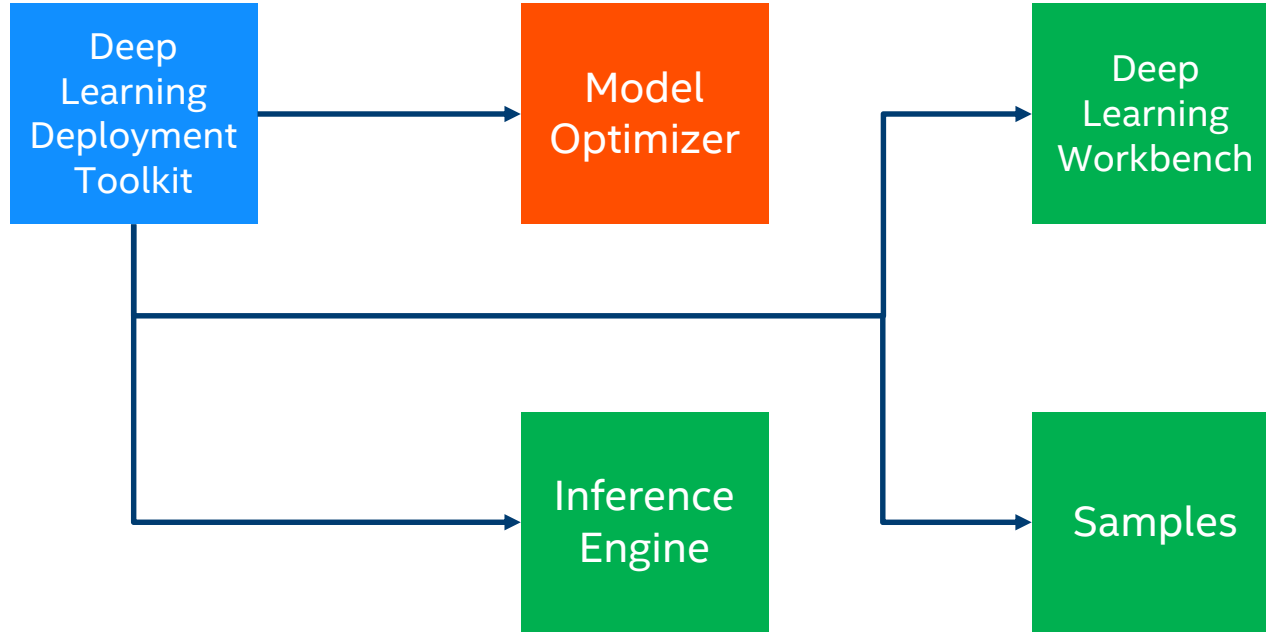 Deep
Learning
Deployment
Toolkit
Model
Optimizer
Deep
Learning
Workbench
Inference
Engine
Samples